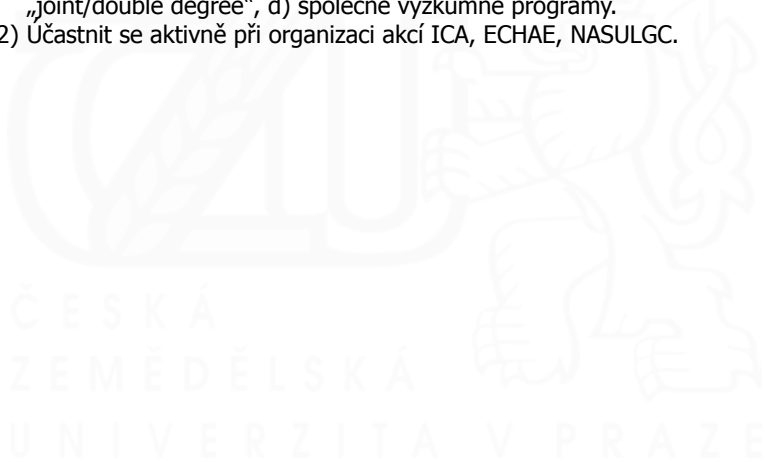 „joint/double degree“, d) společné výzkumné programy.
2) Účastnit se aktivně při organizaci akcí ICA, ECHAE, NASULGC.
ČESKÁ
ZEMĚDĚLSKÁ
UNIVERZITA V PRAZE